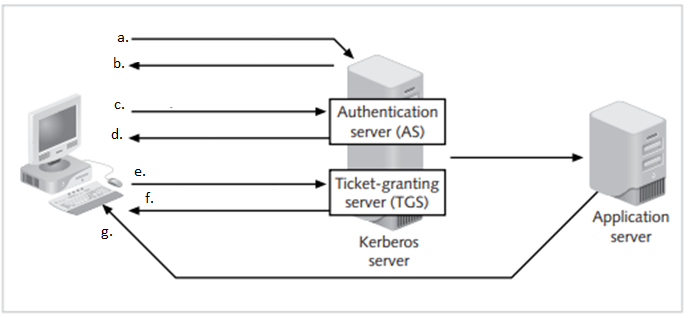 a.
b.
c.
d.
Authentication
server (AS)
e.
f.
Ticket-granting
server (TGS)
g.
Kerberos
server
Application
server